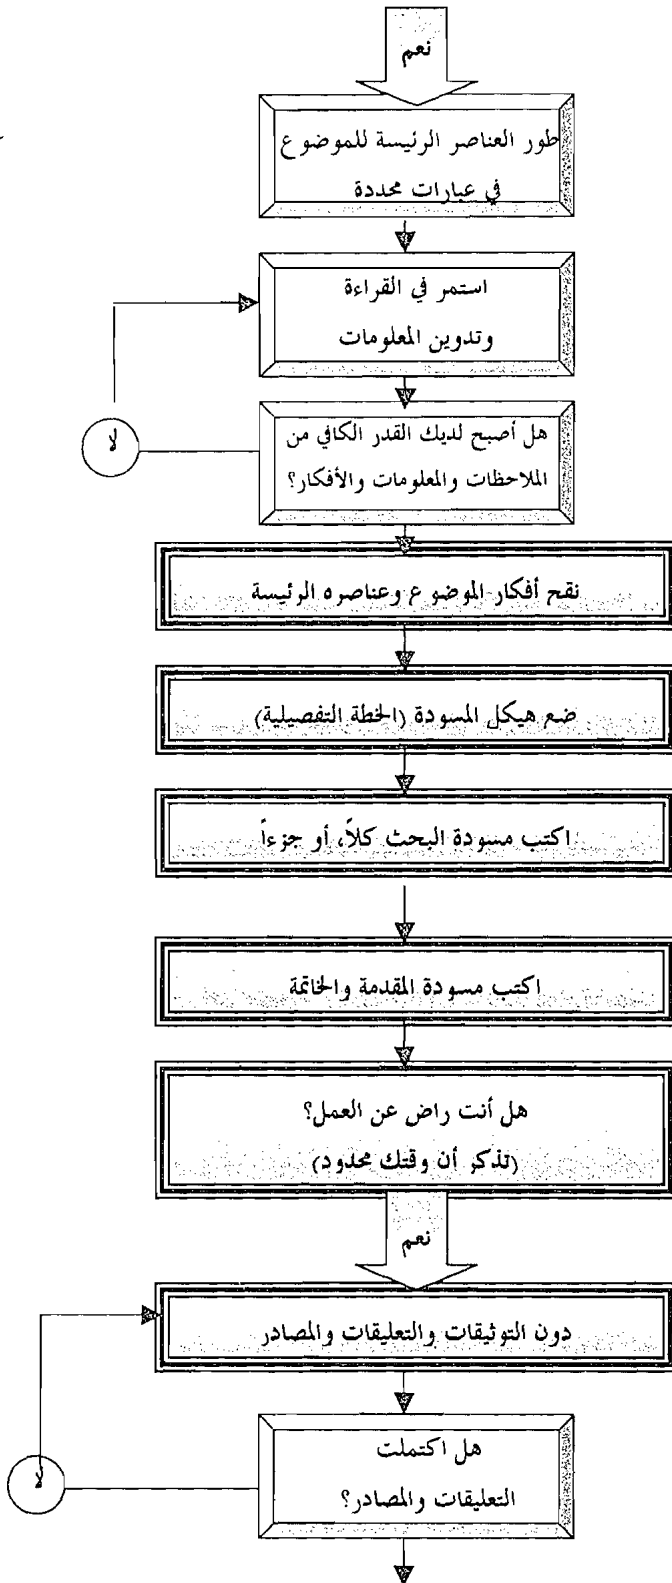 نعم
طور العناصر الرئيسة للموضوع
في عبارات محددة
استمر في القراءة
وتدوين المعلومات
هل أصبح لديك القدر الكافي من
الملاحظات والمعلومات والأفكار؟
لا
نقح أفكار الموضوع وعناصره الرئيسة
ضع هيكل المسودة (الخطة التفصيلية)
اكتب مسودة البحث كلاً، أو جزءاً
اكتب مسودة المقدمة والخاتمة
هل أنت راض عن العمل؟
(تذكر أن وقتك محدود)
نعم
دون التوثيقات والتعليقات والمصادر
هل اكتملت
التعليقات والمصادر؟
لا